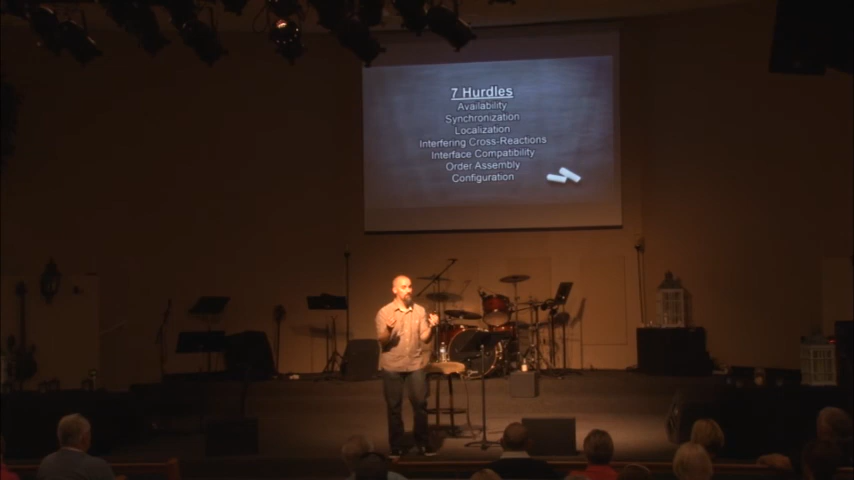 7 Hurdles
Availability
Synchronization
Localization
Interfering Cross-Reactions
Interface Compatibility
Order Assembly
Configuration